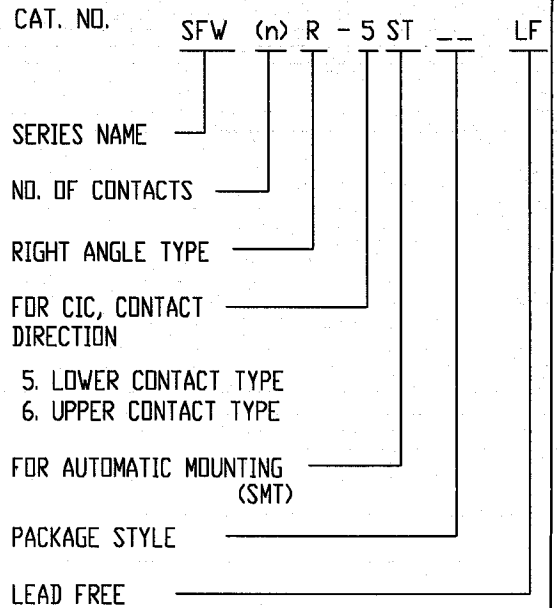 CAT. NO.
SFW (n) R - 5 ST __ LF
SERIES NAME
NO. OF CONTACTS
RIGHT ANGLE TYPE
FOR CIC, CONTACT
DIRECTION
5. LOWER CONTACT TYPE
6. UPPER CONTACT TYPE
FOR AUTOMATIC MOUNTING
(SMT)
PACKAGE STYLE
LEAD FREE